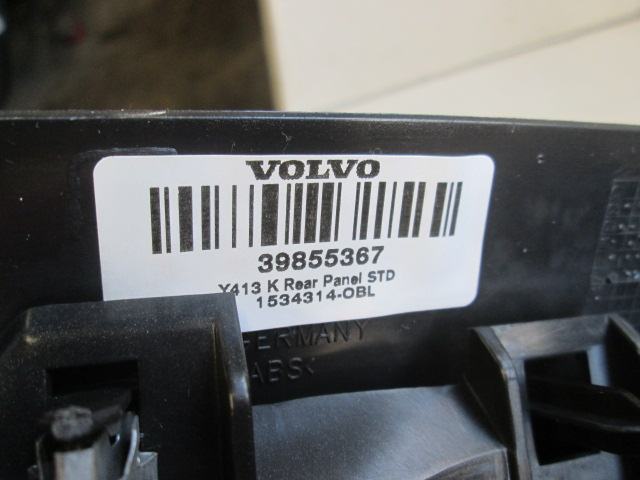 VOLVO
39855367
Y413 K Rear Panel STD
1534314-OBL
GERMANY
ABS<